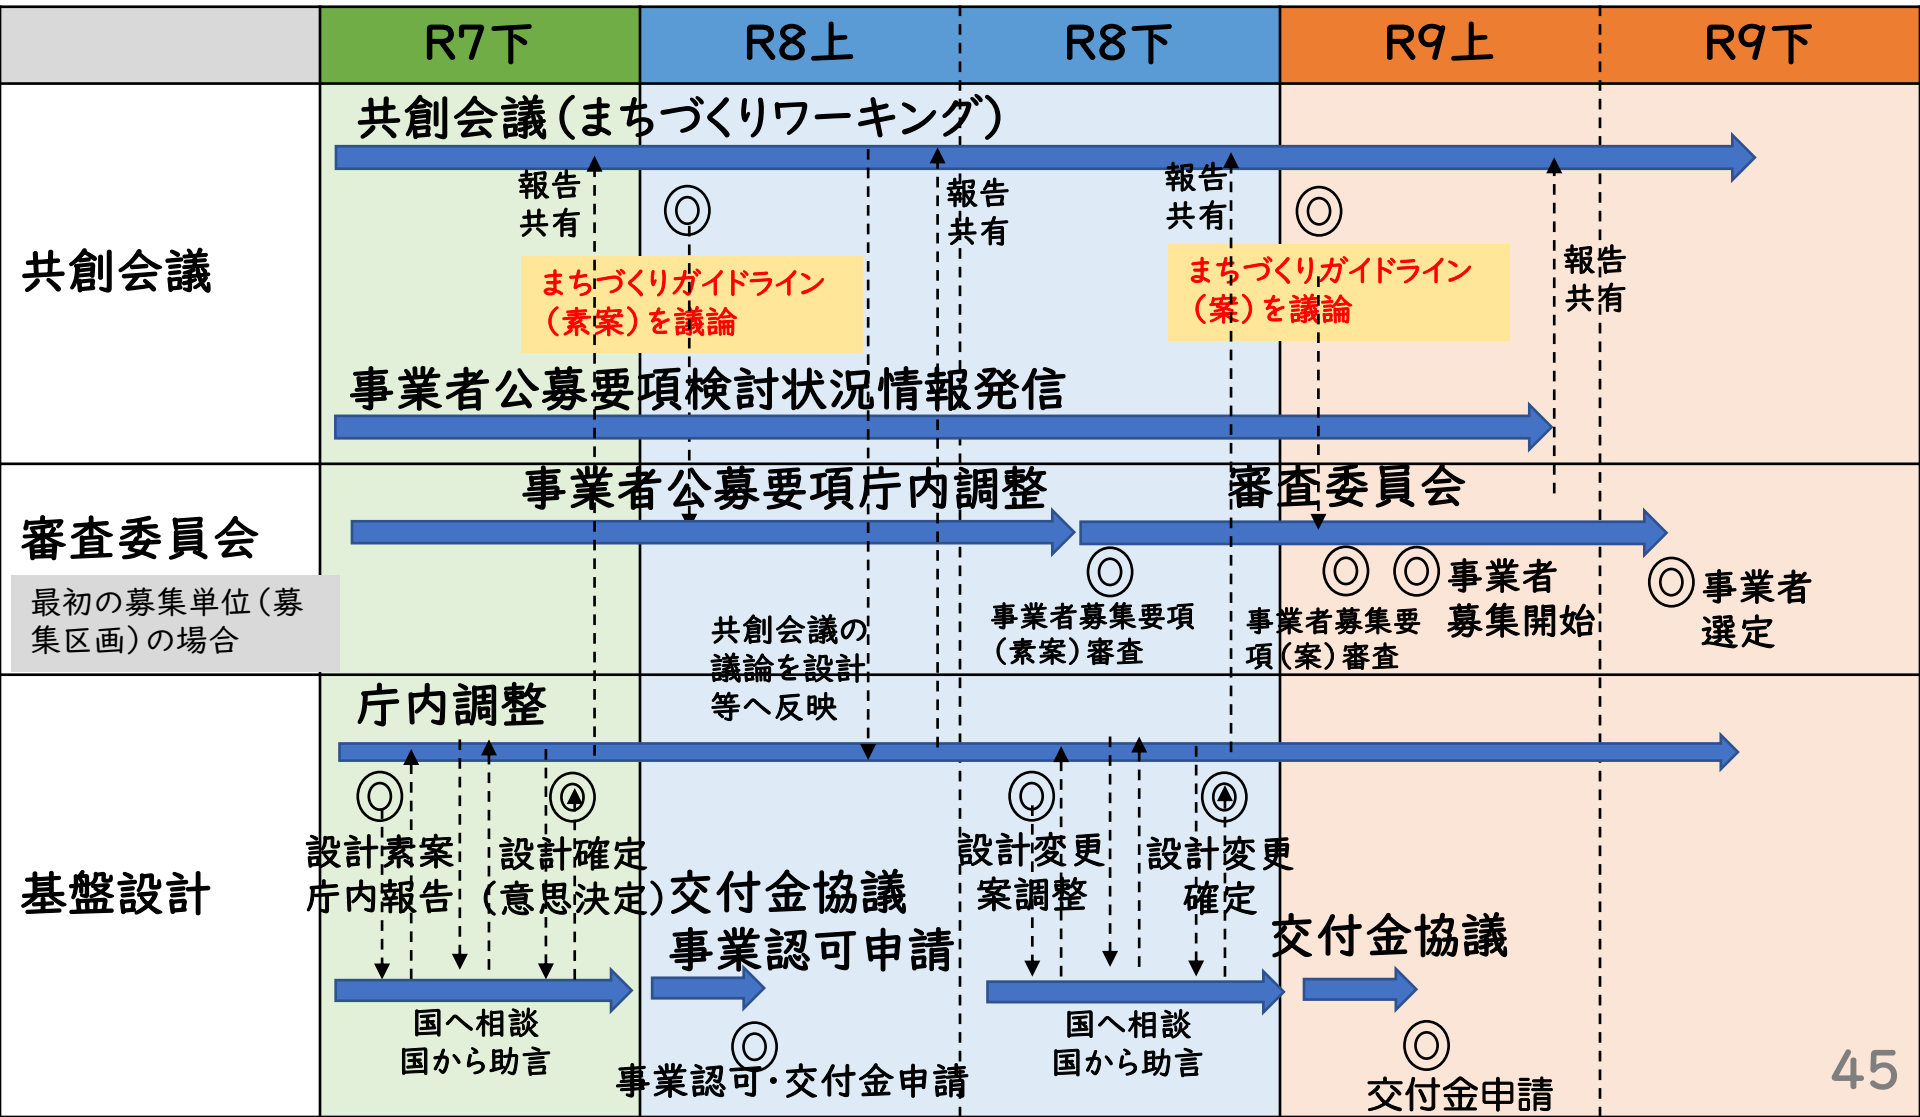 R7下
R8上
R8下
R9上
R9下
共創会議
共創会議(まちづくりワーキング)
報告
共有
報告
共有
報告
共有
報告
共有
まちづくりガイドライン
(素案)を議論
まちづくりガイドライン
(案)を議論
事業者公募要項検討状況情報発信
審査委員会
最初の募集単位(募
集区画)の場合
事業者公募要項庁内調整
審査委員会
事業者募集要項
(素案)審査
事業者募集要
項(案)審査
事業者
募集開始
事業者
選定
共創会議の
議論を設計
等へ反映
基盤設計
庁内調整
設計素案
庁内報告
設計確定
(意思決定)
設計変更
案調整
設計変更
確定
交付金協議
事業認可申請
交付金協議
国へ相談
国から助言
事業認可・交付金申請
国へ相談
国から助言
交付金申請
45